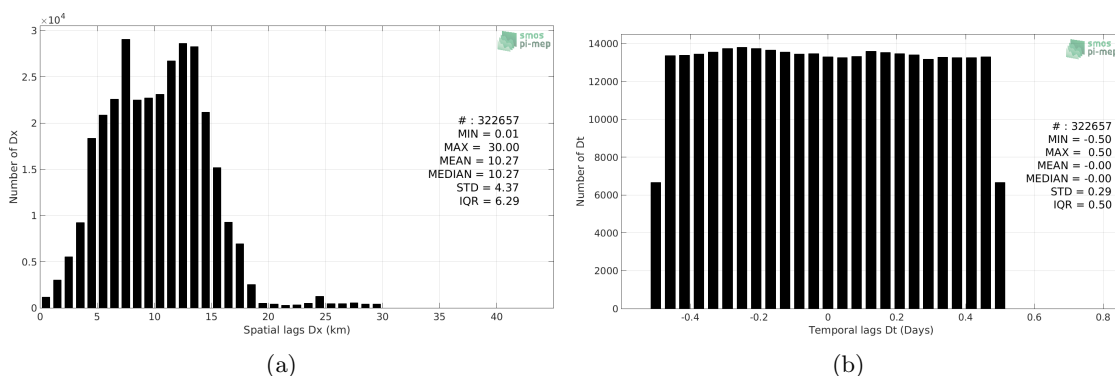 ×10⁴
3
2.5
2
1.5
1
0.5
0
Number of Dx
0 5 10 15 20 25 30 35 40
Spatial lags Dx (km)
smos
pi-mep
# : 322657
MIN = 0.01
MAX = 30.00
MEAN = 10.27
MEDIAN = 10.27
STD = 4.37
IQR = 6.29
(a)
14000
12000
10000
8000
6000
4000
2000
0
Number of Dt
-0.4 -0.2 0 0.2 0.4 0.6 0.8
Temporal lags Dt (Days)
smos
pi-mep
# : 322657
MIN = -0.50
MAX = 0.50
MEAN = -0.00
MEDIAN = -0.00
STD = 0.29
IQR = 0.50
(b)